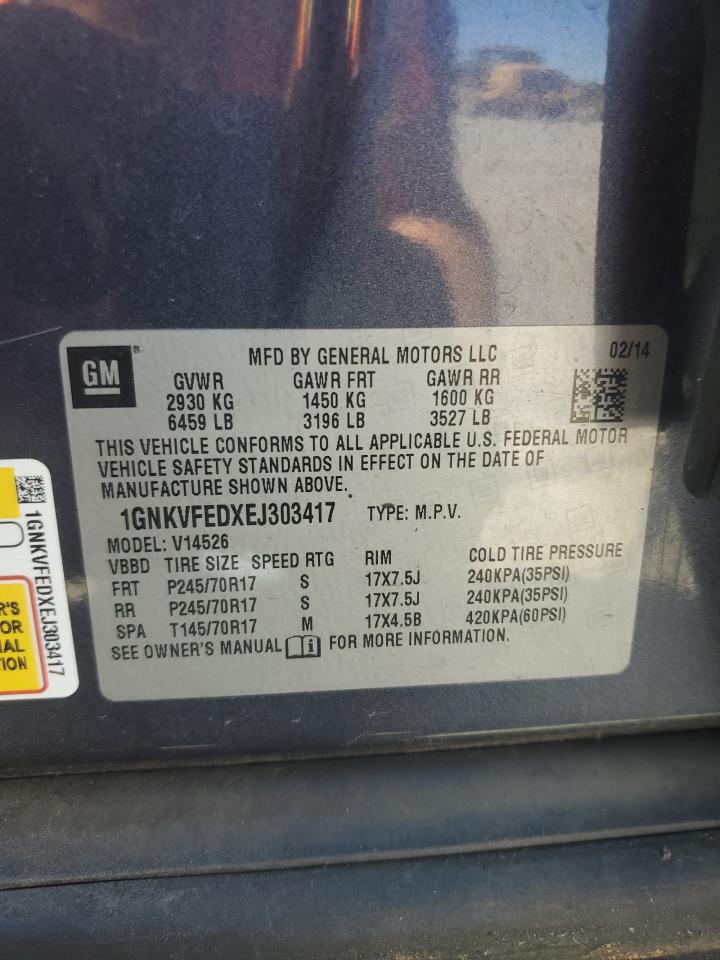 GM
MFD BY GENERAL MOTORS LLC 02/14
GVWR GAWR FRT GAWR RR
2930 KG 1450 KG 1600 KG
6459 LB 3196 LB 3527 LB
THIS VEHICLE CONFORMS TO ALL APPLICABLE U.S. FEDERAL MOTOR
VEHICLE SAFETY STANDARDS IN EFFECT ON THE DATE OF
MANUFACTURE SHOWN ABOVE.
1GNKVFEDXEJ303417 TYPE: M.P.V.
MODEL: V14526
VBBD TIRE SIZE SPEED RTG RIM COLD TIRE PRESSURE
FRT P245/70R17 S 17X7.5J 240KPA(35PSI)
RR P245/70R17 S 17X7.5J 240KPA(35PSI)
SPA T145/70R17 M 17X4.5B 420KPA(60PSI)
SEE OWNER'S MANUAL FOR MORE INFORMATION.
1GNKVFEDXEJ303417
R'S
OR
AL
TION